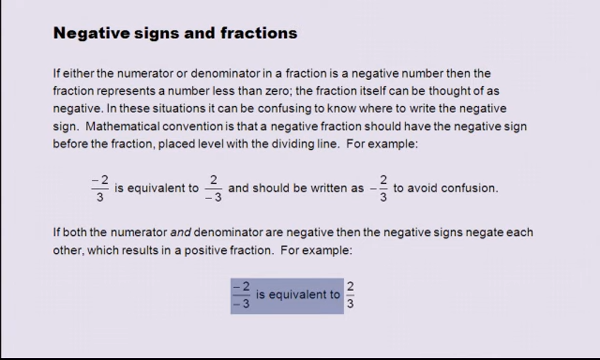 Negative signs and fractions
If either the numerator or denominator in a fraction is a negative number then the
fraction represents a number less than zero; the fraction itself can be thought of as
negative. In these situations it can be confusing to know where to write the negative
sign. Mathematical convention is that a negative fraction should have the negative sign
before the fraction, placed level with the dividing line. For example:
-2/3 is equivalent to 2/-3 and should be written as -2/3 to avoid confusion.
If both the numerator and denominator are negative then the negative signs negate each
other, which results in a positive fraction. For example:
-2/-3 is equivalent to 2/3